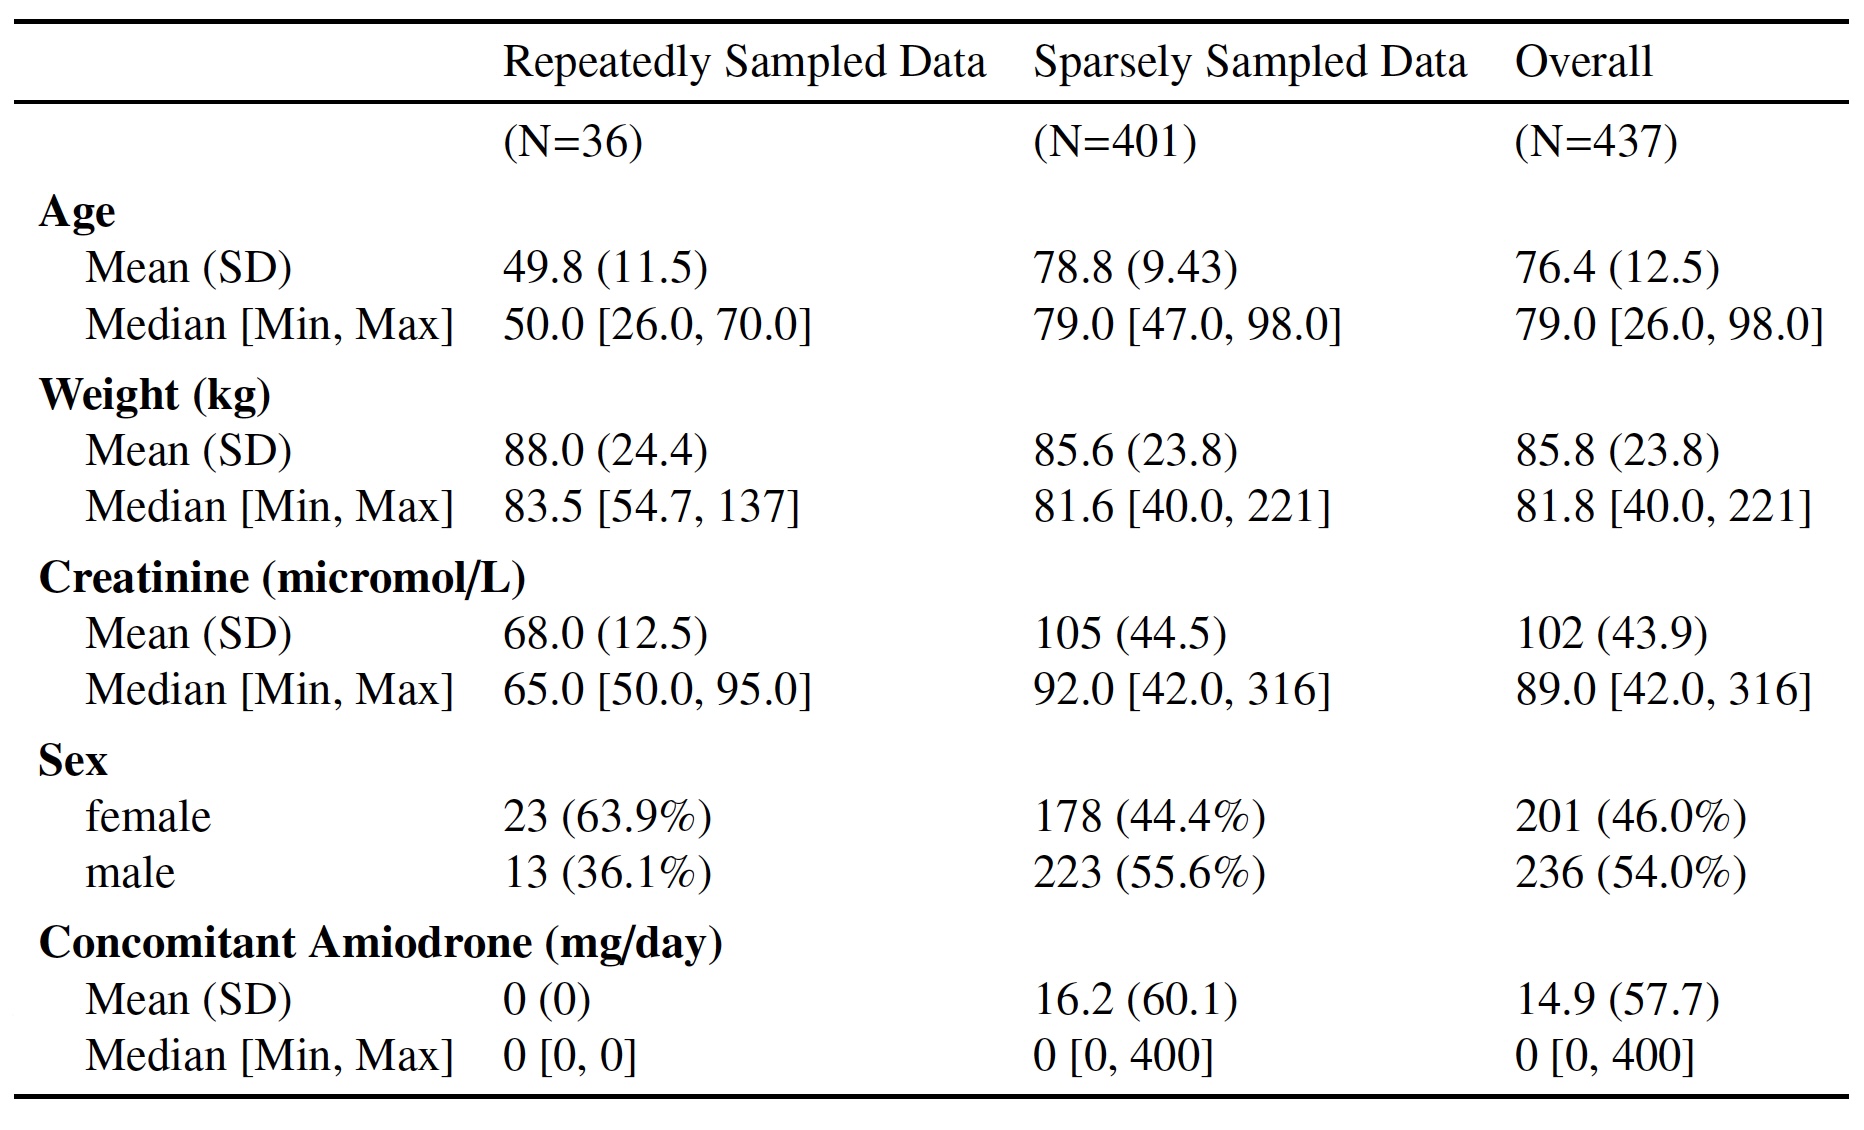 Repeatedly Sampled Data Sparsely Sampled Data Overall
(N=36) (N=401) (N=437)
Age
Mean (SD) 49.8 (11.5) 78.8 (9.43) 76.4 (12.5)
Median [Min, Max] 50.0 [26.0, 70.0] 79.0 [47.0, 98.0] 79.0 [26.0, 98.0]
Weight (kg)
Mean (SD) 88.0 (24.4) 85.6 (23.8) 85.8 (23.8)
Median [Min, Max] 83.5 [54.7, 137] 81.6 [40.0, 221] 81.8 [40.0, 221]
Creatinine (micromol/L)
Mean (SD) 68.0 (12.5) 105 (44.5) 102 (43.9)
Median [Min, Max] 65.0 [50.0, 95.0] 92.0 [42.0, 316] 89.0 [42.0, 316]
Sex
female 23 (63.9%) 178 (44.4%) 201 (46.0%)
male 13 (36.1%) 223 (55.6%) 236 (54.0%)
Concomitant Amiodrone (mg/day)
Mean (SD) 0 (0) 16.2 (60.1) 14.9 (57.7)
Median [Min, Max] 0 [0, 0] 0 [0, 400] 0 [0, 400]